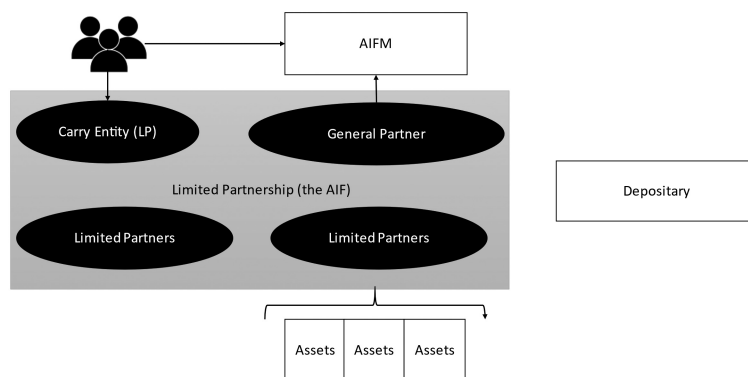 AIFM
Carry Entity (LP)
General Partner
Limited Partnership (the AIF)
Depositary
Limited Partners
Limited Partners
Assets
Assets
Assets